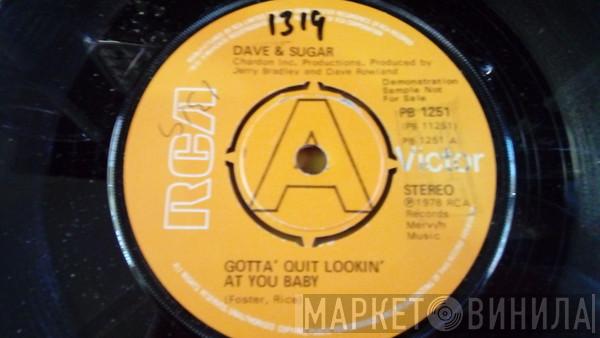 1319
DAVE & SUGAR
Chardon Inc. Productions. Produced by
Jerry Bradley and Dave Rowland
Demonstration
Sample Not
For Sale
PB 1251
(PB 11251)
PB 1251 A
RCA
A
Victor
STEREO
℗ 1978 RCA
Records
Mervyn
Music
GOTTA' QUIT LOOKIN'
AT YOU BABY
(Foster, Rice
МАРКЕТ ВИНИЛА